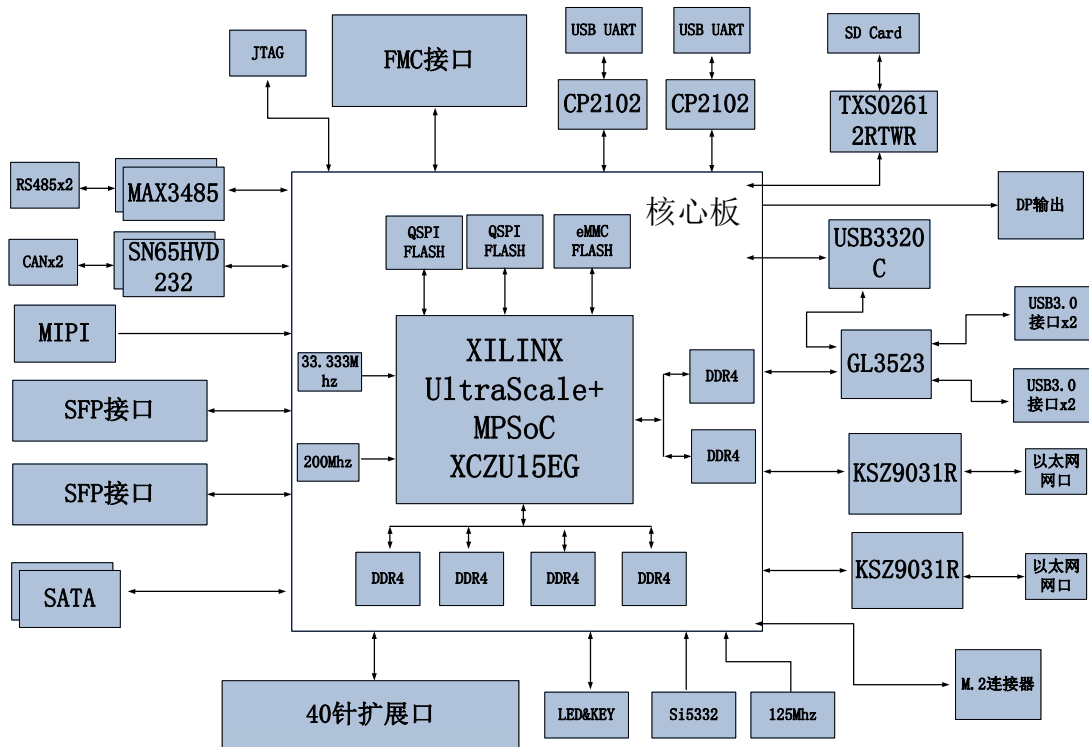 USB UART
USB UART
SD Card
JTAG
FMC接口
CP2102
CP2102
TXS0261
2RTWR
RS485x2
MAX3485
核心板
DP输出
QSPI
FLASH
QSPI
FLASH
eMMC
FLASH
USB3320
C
CANx2
SN65HVD
232
MIPI
USB3.0
接口x2
XILINX
UltraScale+
MPSoC
XCZU15EG
33.333M
hz
DDR4
GL3523
USB3.0
接口x2
SFP接口
200Mhz
DDR4
KSZ9031R
以太网
网口
SFP接口
DDR4
DDR4
DDR4
DDR4
KSZ9031R
以太网
网口
SATA
M.2连接器
40针扩展口
LED&KEY
Si5332
125Mhz